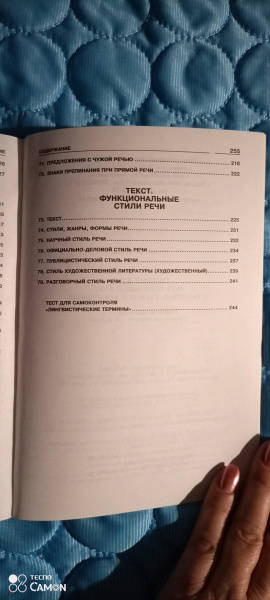 СОДЕРЖАНИЕ 255
71. ПРЕДЛОЖЕНИЯ С ЧУЖОЙ РЕЧЬЮ 218
72. ЗНАКИ ПРЕПИНАНИЯ ПРИ ПРЯМОЙ РЕЧИ 222
ТЕКСТ.
ФУНКЦИОНАЛЬНЫЕ
СТИЛИ РЕЧИ
73. ТЕКСТ 225
74. СТИЛИ, ЖАНРЫ, ФОРМЫ РЕЧИ 231
75. НАУЧНЫЙ СТИЛЬ РЕЧИ 232
76. ОФИЦИАЛЬНО-ДЕЛОВОЙ СТИЛЬ РЕЧИ 234
77. ПУБЛИЦИСТИЧЕСКИЙ СТИЛЬ РЕЧИ 237
78. СТИЛЬ ХУДОЖЕСТВЕННОЙ ЛИТЕРАТУРЫ (ХУДОЖЕСТВЕННЫЙ) 239
79. РАЗГОВОРНЫЙ СТИЛЬ РЕЧИ 241
ТЕСТ ДЛЯ САМОКОНТРОЛЯ
«ЛИНГВИСТИЧЕСКИЕ ТЕРМИНЫ» 244
TECNO
CAMON